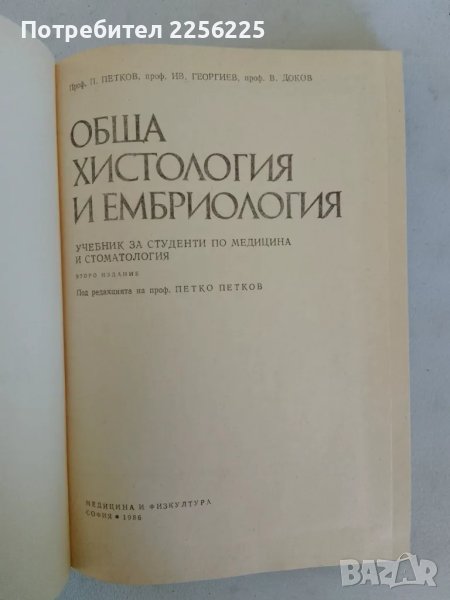 Потребител 2256225
Проф. П. ПЕТКОВ, проф. ИВ. ГЕОРГИЕВ, проф. В. ДОКОВ
ОБЩА
ХИСТОЛОГИЯ
И ЕМБРИОЛОГИЯ
УЧЕБНИК ЗА СТУДЕНТИ ПО МЕДИЦИНА
И СТОМАТОЛОГИЯ
ВТОРО ИЗДАНИЕ
Под редакцията на проф. ПЕТКО ПЕТКОВ
МЕДИЦИНА И ФИЗКУЛТУРА
СОФИЯ • 1986
BAZAR